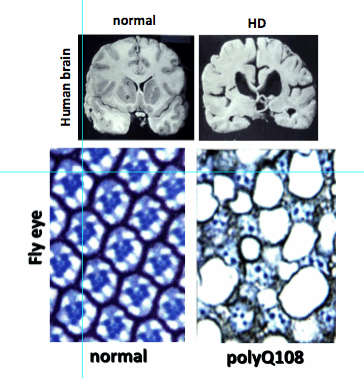 normal HD
Human brain
Fly eye
normal polyQ108